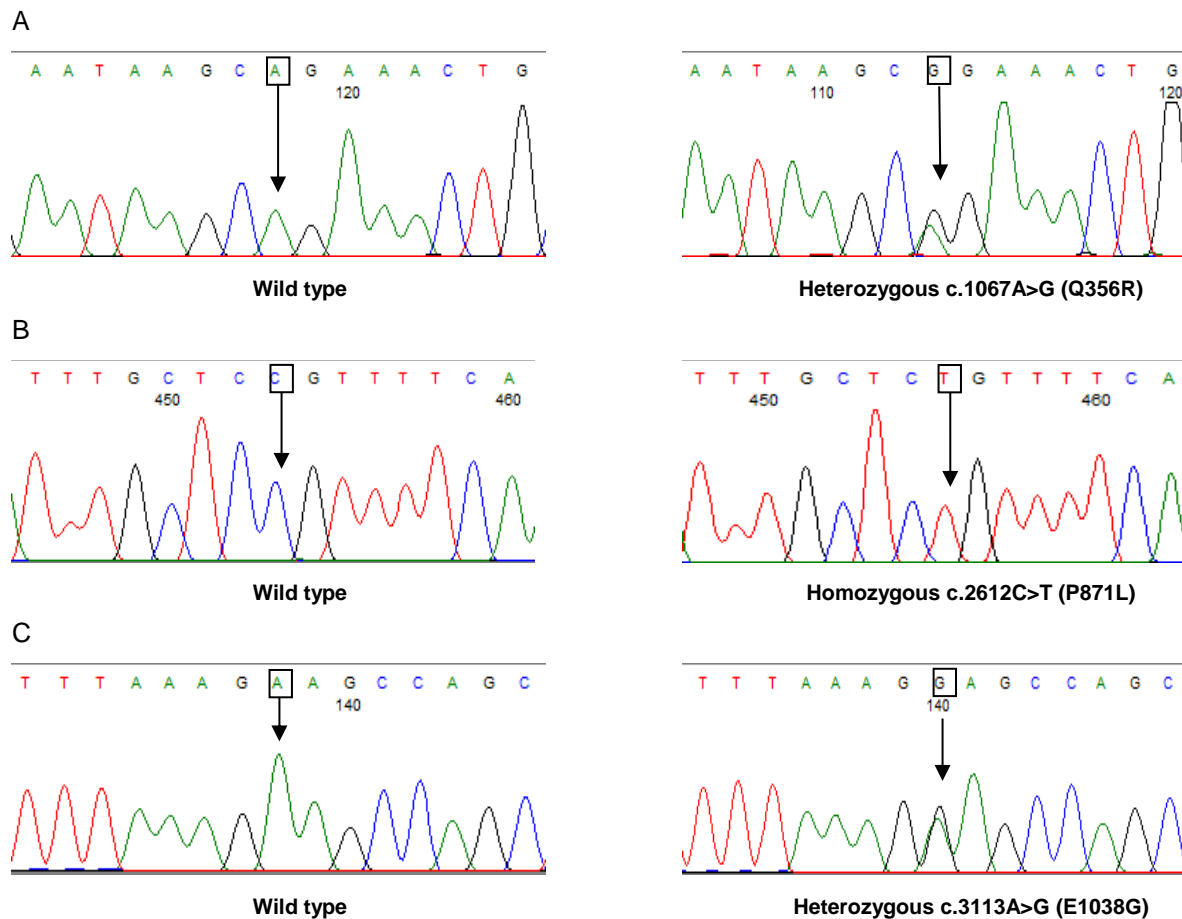 A
A A T A A G C A G A A A C T G
120
A A T A A G C G G A A A C T G
110 120
Wild type
Heterozygous c.1067A>G (Q356R)
B
T T T G C T C C G T T T T C A
450 460
T T T G C T C T G T T T T C A
450 460
Wild type
Homozygous c.2612C>T (P871L)
C
T T T A A A G A A G C C A G C
140
T T T A A A G G A G C C A G C
140
Wild type
Heterozygous c.3113A>G (E1038G)